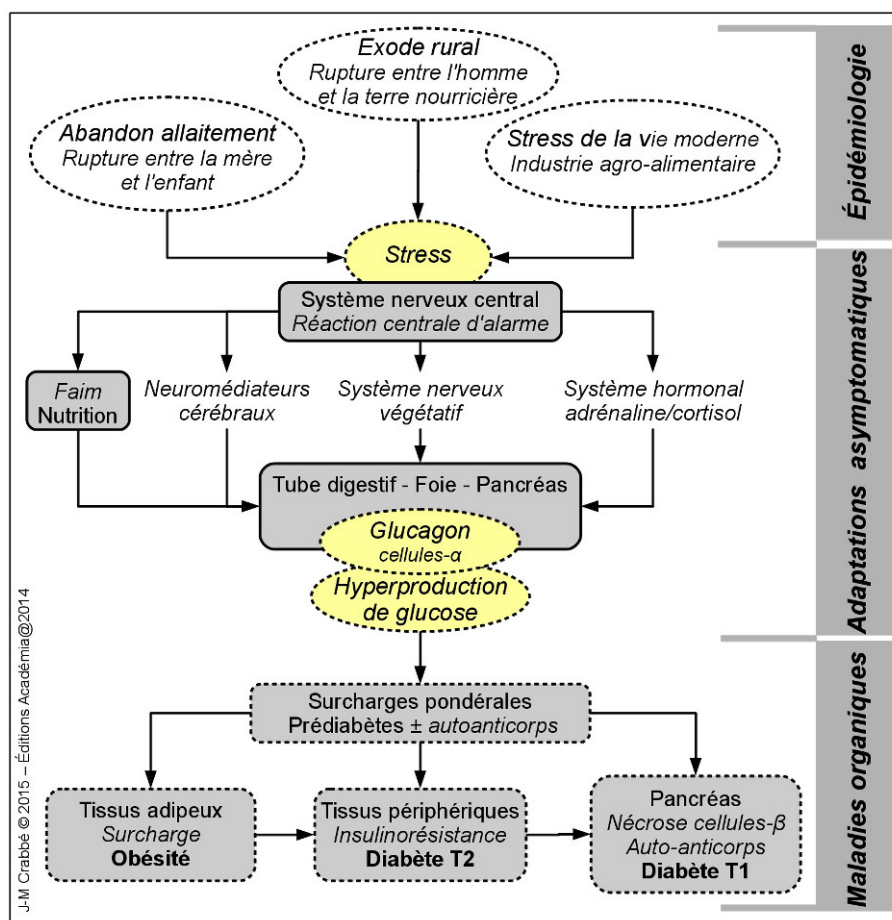 Exode rural
Rupture entre l'homme
et la terre nourricière
Abandon allaitement
Rupture entre la mère
et l'enfant
Stress de la vie moderne
Industrie agro-alimentaire
Épidémiologie
Stress
Système nerveux central
Réaction centrale d'alarme
Faim
Nutrition
Neuromédiateurs
cérébraux
Système nerveux
végétatif
Système hormonal
adrénaline/cortisol
Tube digestif - Foie - Pancréas
Glucagon
cellules-α
Hyperproduction
de glucose
Adaptations asymptomatiques
Surcharges pondérales
Prédiabètes ± autoanticorps
Tissus adipeux
Surcharge
Obésité
Tissus périphériques
Insulinorésistance
Diabète T2
Pancréas
Nécrose cellules-β
Auto-anticorps
Diabète T1
Maladies organiques
J-M Crabbé © 2015 – Éditions Académia@2014